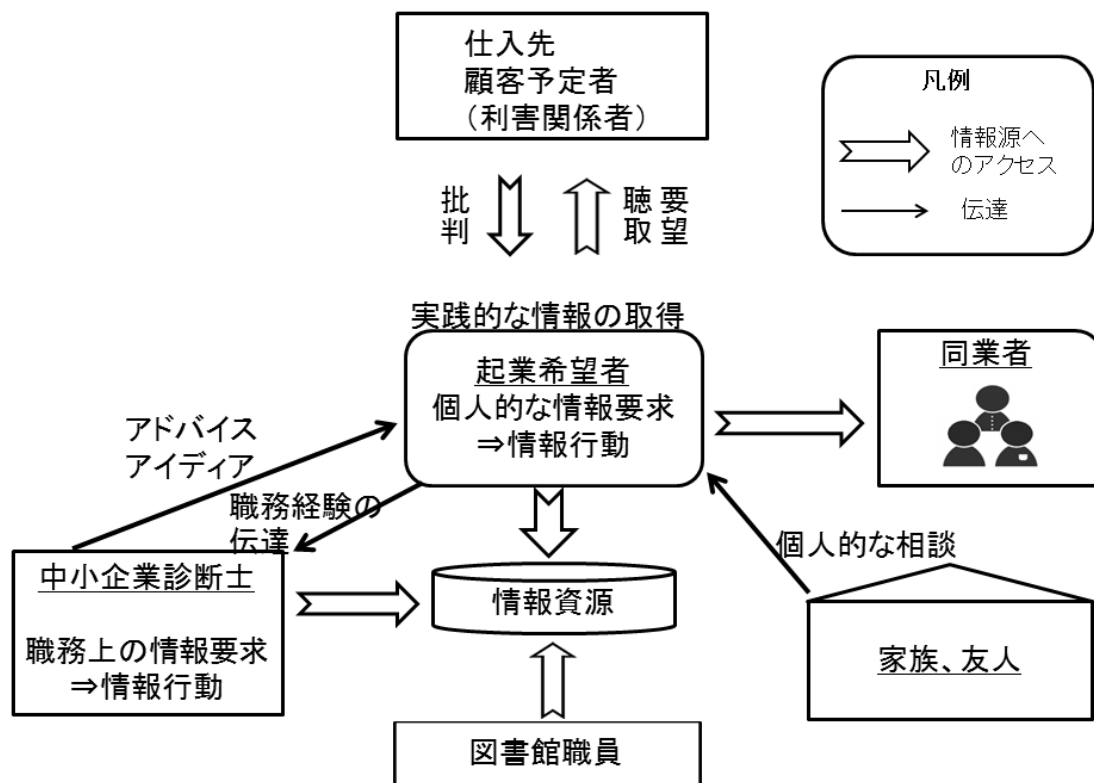 仕入先
顧客予定者
（利害関係者）
凡例
情報源へ
のアクセス
伝達
批判
要望
聴取
実践的な情報の取得
起業希望者
個人的な情報要求
⇒情報行動
同業者
アドバイス
アイディア
職務経験の
伝達
個人的な相談
中小企業診断士
職務上の情報要求
⇒情報行動
情報資源
家族、友人
図書館職員